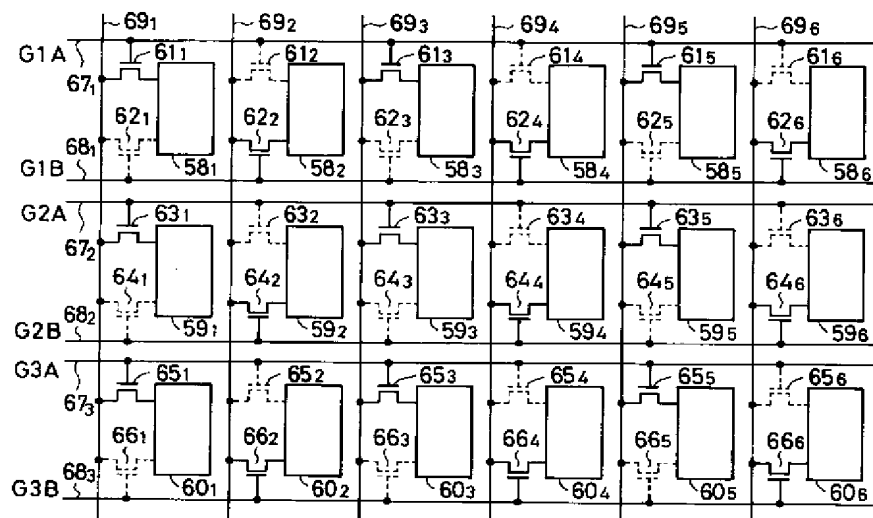 69₁ 69₂ 69₃ 69₄ 69₅ 69₆
G1A 61₁ 61₂ 61₃ 61₄ 61₅ 61₆
67₁
68₁ 62₁ 62₂ 62₃ 62₄ 62₅ 62₆
G1B 58₁ 58₂ 58₃ 58₄ 58₅ 58₆
G2A 63₁ 63₂ 63₃ 63₄ 63₅ 63₆
67₂
68₂ 64₁ 64₂ 64₃ 64₄ 64₅ 64₆
G2B 59₁ 59₂ 59₃ 59₄ 59₅ 59₆
G3A 65₁ 65₂ 65₃ 65₄ 65₅ 65₆
67₃
68₃ 66₁ 66₂ 66₃ 66₄ 66₅ 66₆
G3B 60₁ 60₂ 60₃ 60₄ 60₅ 60₆